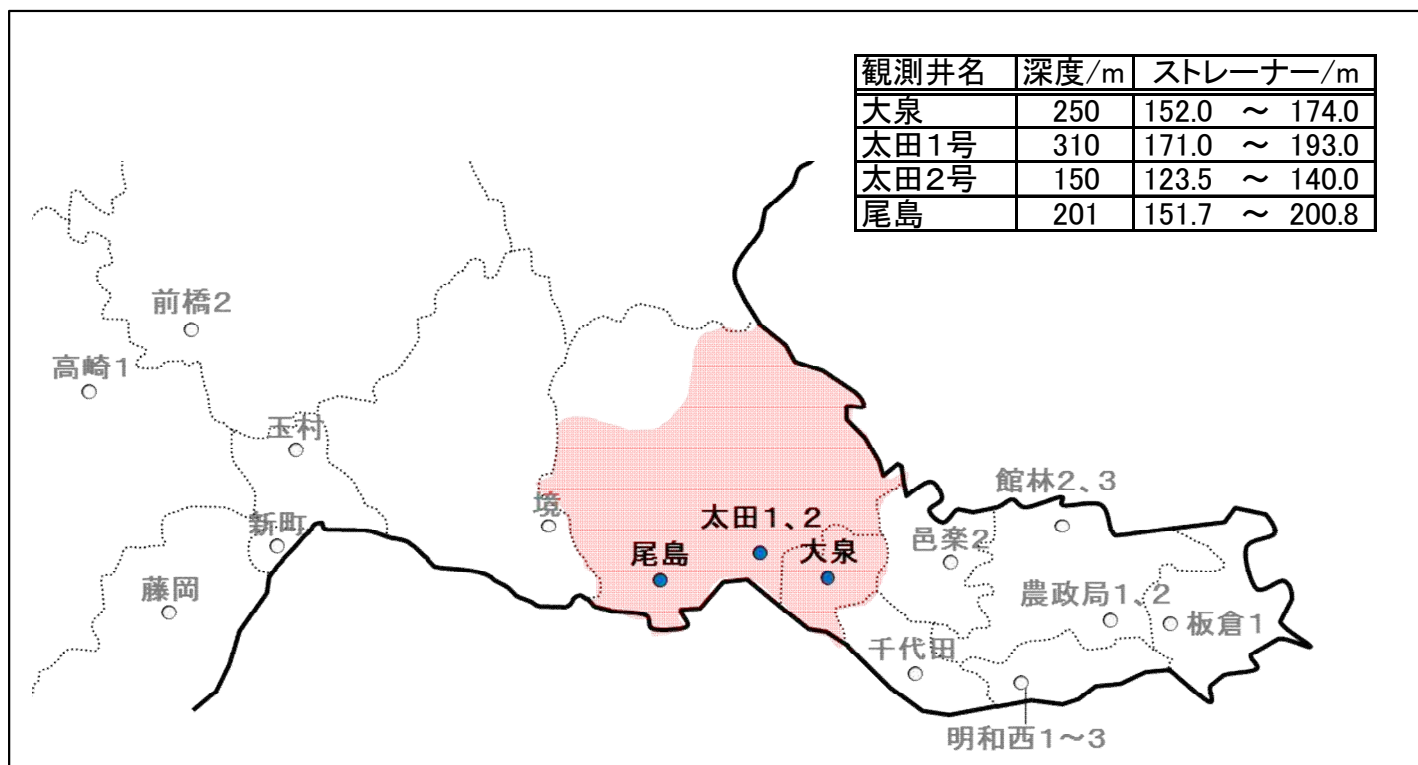 観測井名 深度/m ストレーナー/m
大泉 250 152.0 ～ 174.0
太田１号 310 171.0 ～ 193.0
太田２号 150 123.5 ～ 140.0
尾島 201 151.7 ～ 200.8
前橋2
高崎1
玉村
館林2、3
境
太田1、2
新町
邑楽2
尾島
大泉
藤岡
農政局1、2
板倉1
千代田
明和西1～3